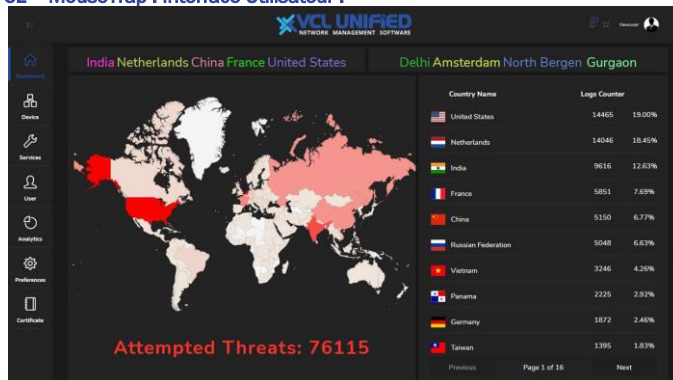 VCL UNIFIED
NETWORK MANAGEMENT SOFTWARE
Newuser
India Netherlands China France United States
Delhi Amsterdam North Bergen Gurgaon
Dashboard
Device
Services
User
Analytics
Preferences
Certificate
Attempted Threats: 76115
Country Name Logs Counter
United States 14465 19.00%
Netherlands 14046 18.45%
India 9616 12.63%
France 5851 7.69%
China 5150 6.77%
Russian Federation 5048 6.63%
Vietnam 3246 4.26%
Panama 2225 2.92%
Germany 1872 2.46%
Taiwan 1395 1.83%
Previous Page 1 of 16 Next